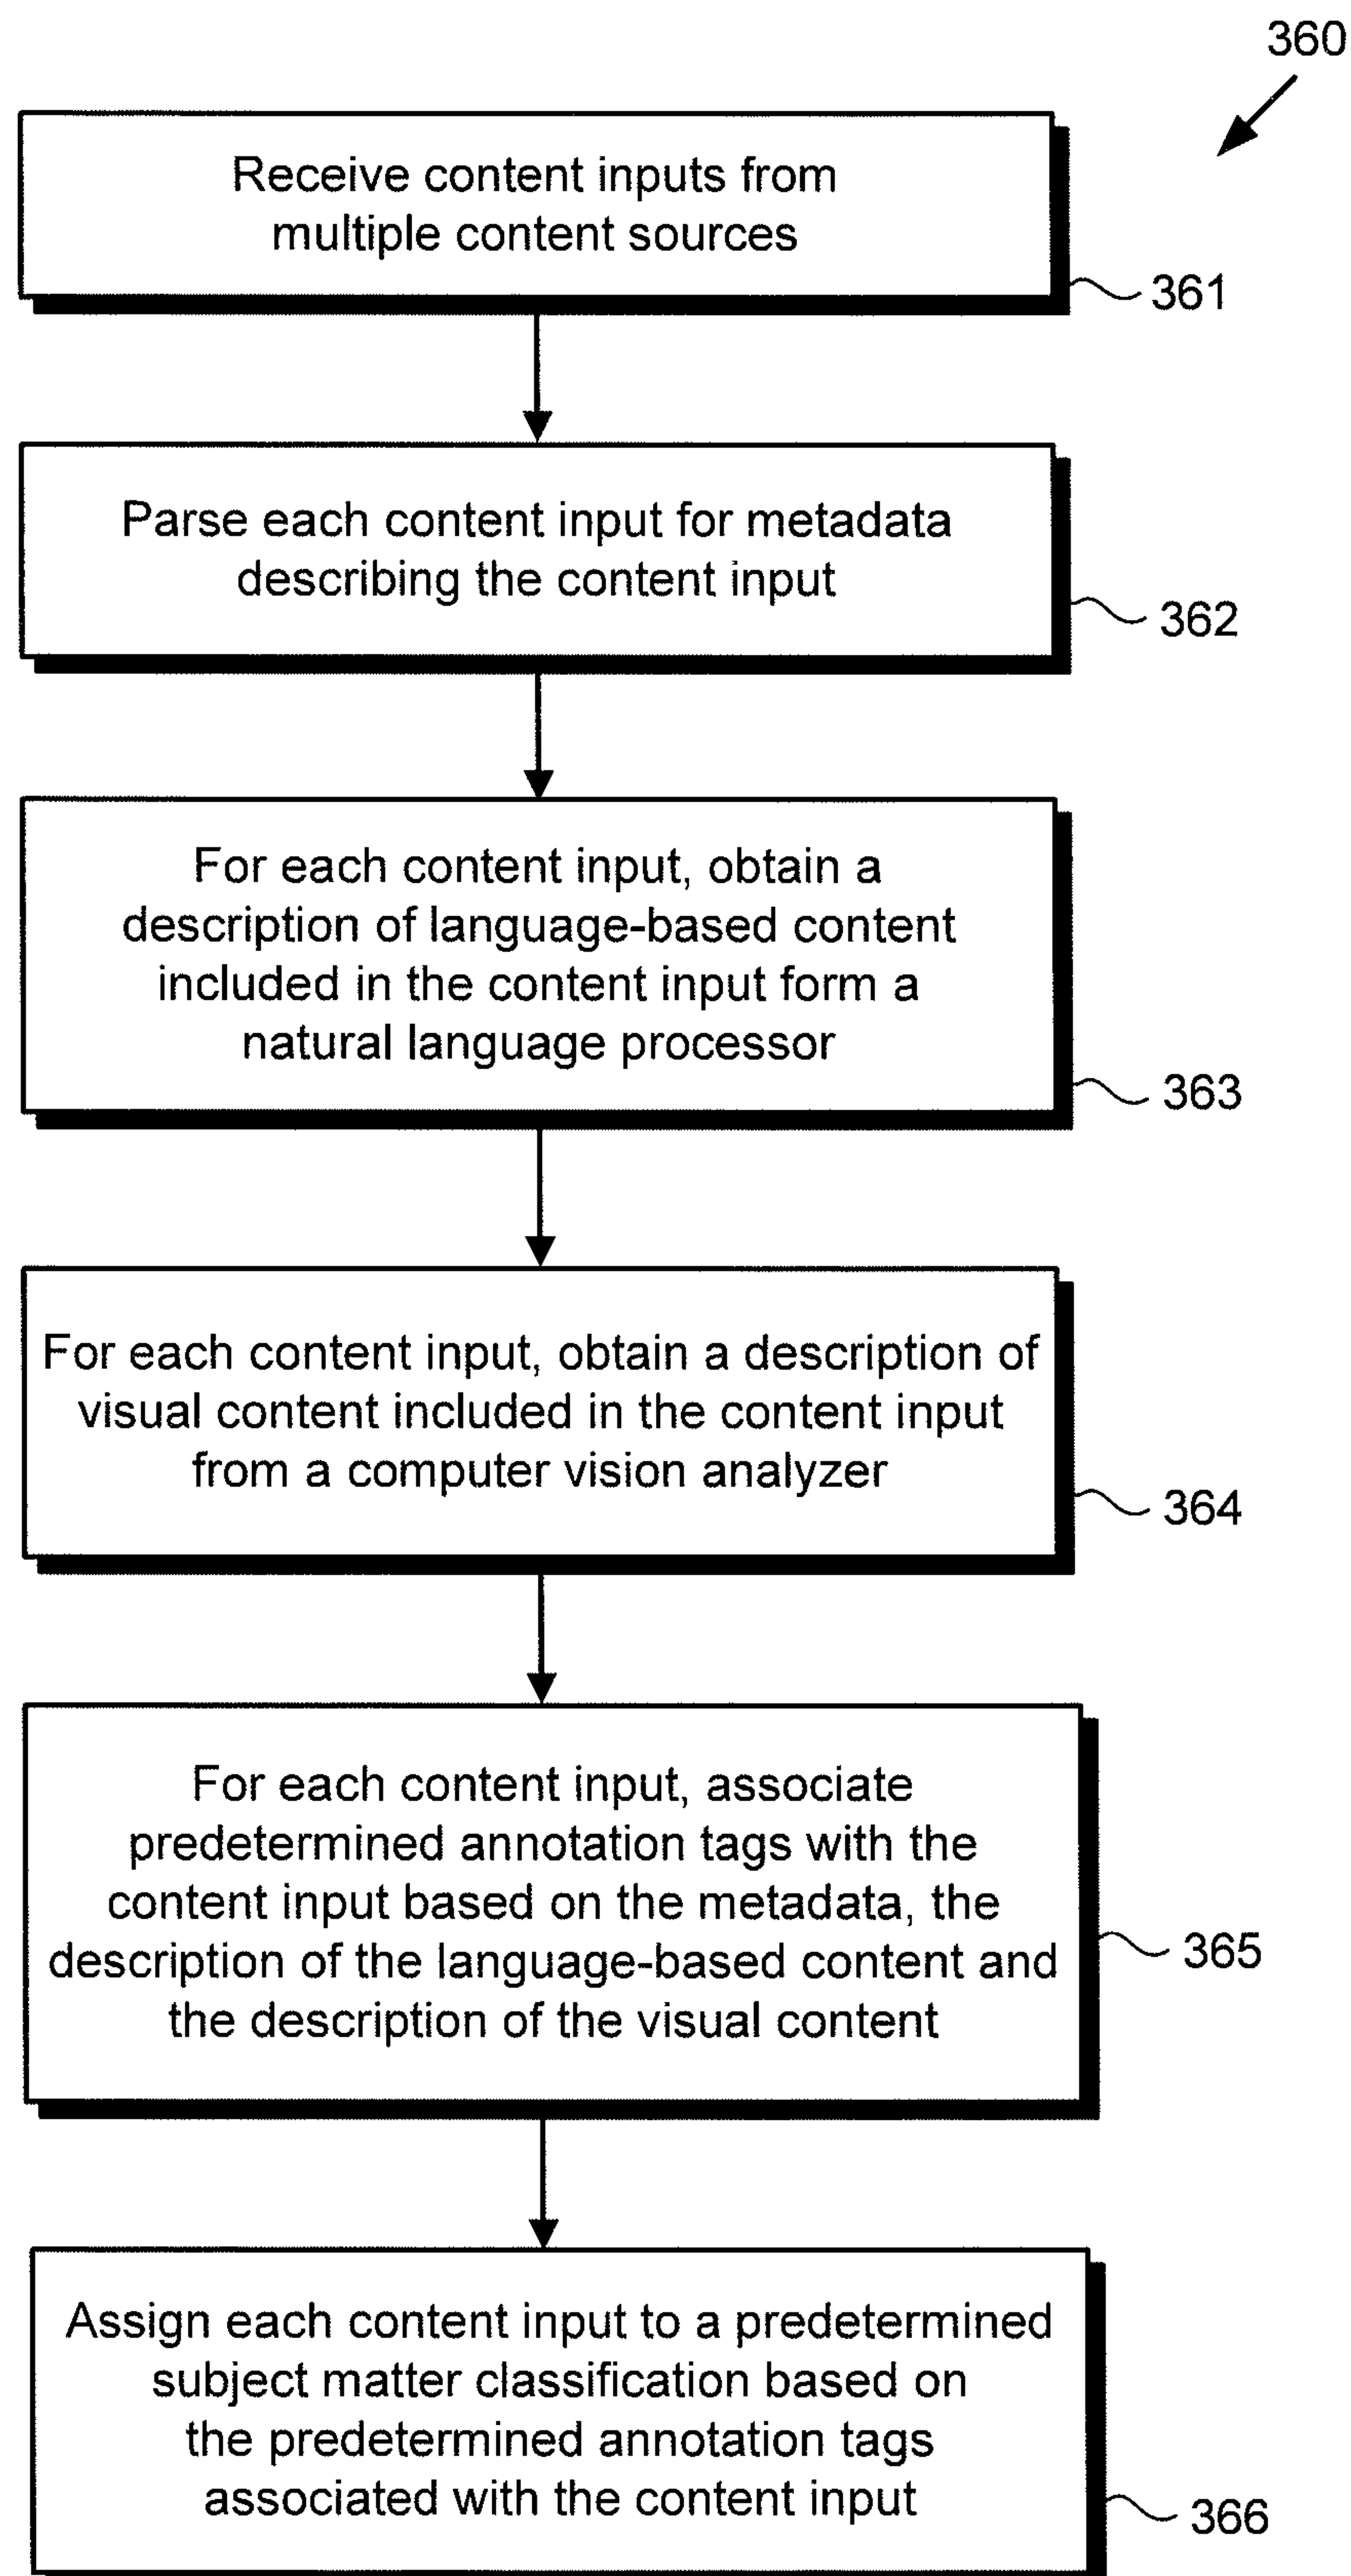 360
Receive content inputs from
multiple content sources
361
Parse each content input for metadata
describing the content input
362
For each content input, obtain a
description of language-based content
included in the content input form a
natural language processor
363
For each content input, obtain a description of
visual content included in the content input
from a computer vision analyzer
364
For each content input, associate
predetermined annotation tags with the
content input based on the metadata, the
description of the language-based content and
the description of the visual content
365
Assign each content input to a predetermined
subject matter classification based on
the predetermined annotation tags
associated with the content input
366